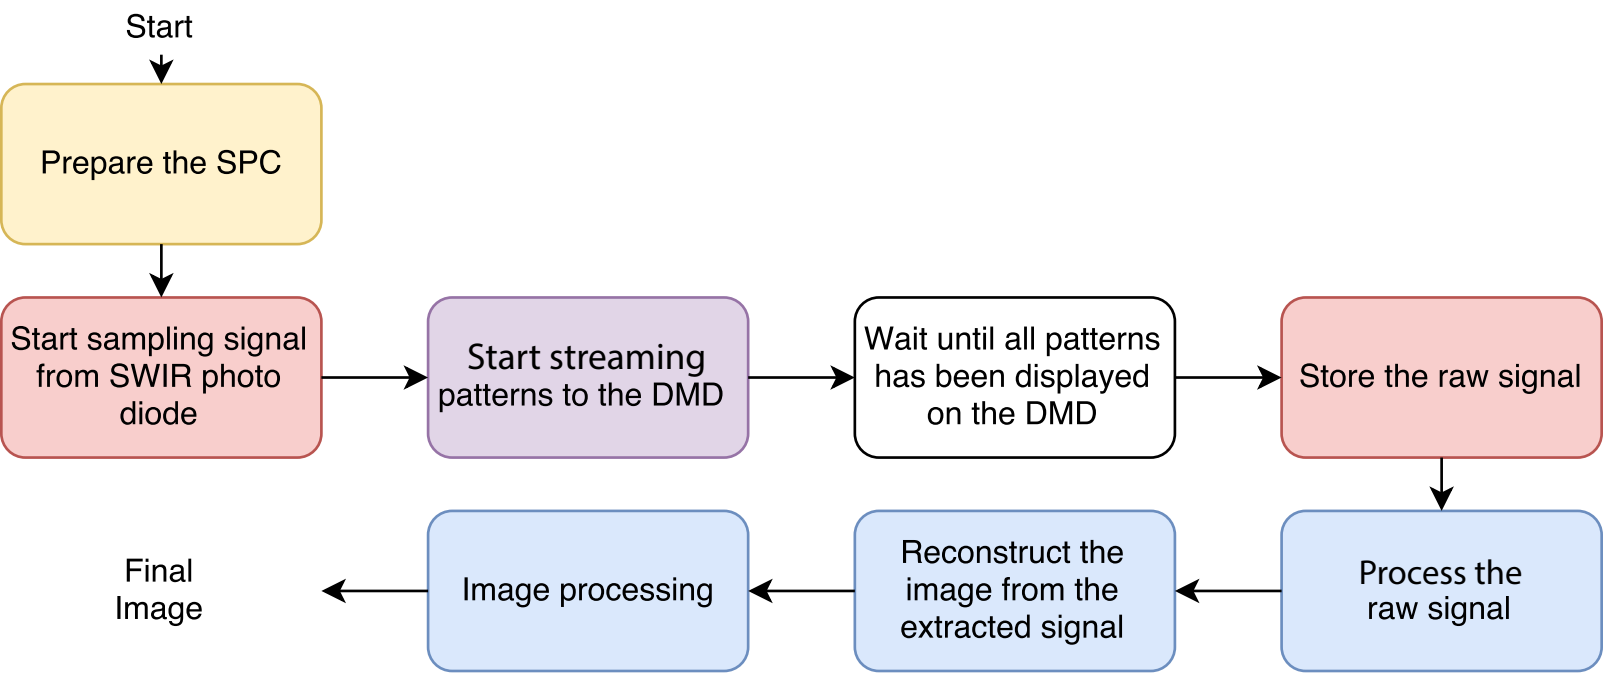 Start
Prepare the SPC
Start sampling signal
from SWIR photo
diode
Start streaming
patterns to the DMD
Wait until all patterns
has been displayed
on the DMD
Store the raw signal
Process the
raw signal
Reconstruct the
image from the
extracted signal
Image processing
Final
Image